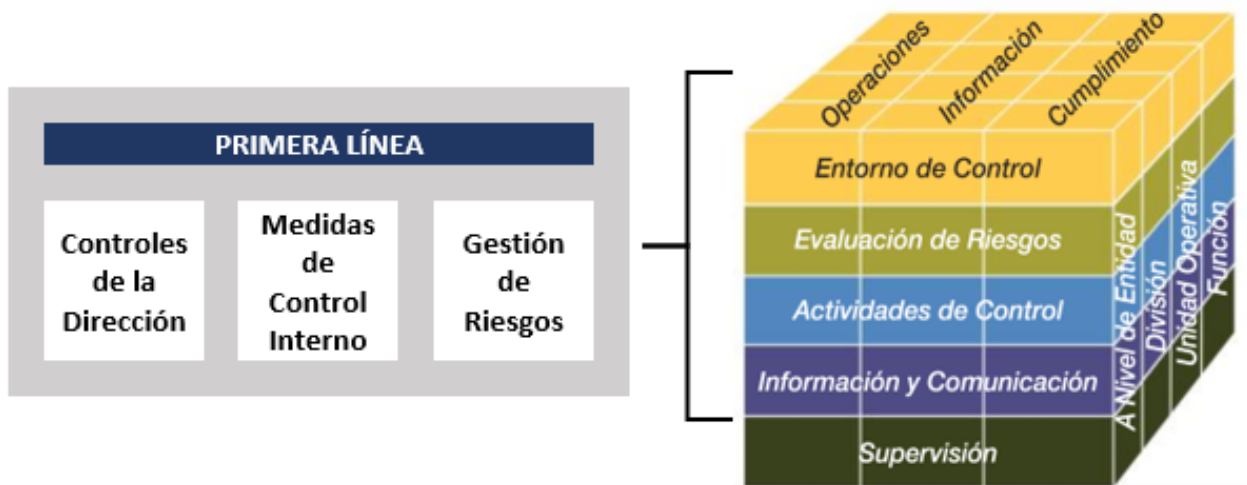 PRIMERA LÍNEA
Controles
de la
Dirección
Medidas
de
Control
Interno
Gestión
de
Riesgos
Operaciones
Información
Cumplimiento
Entorno de Control
Evaluación de Riesgos
Actividades de Control
Información y Comunicación
Supervisión
A Nivel de Entidad
División
Unidad Operativa
Función